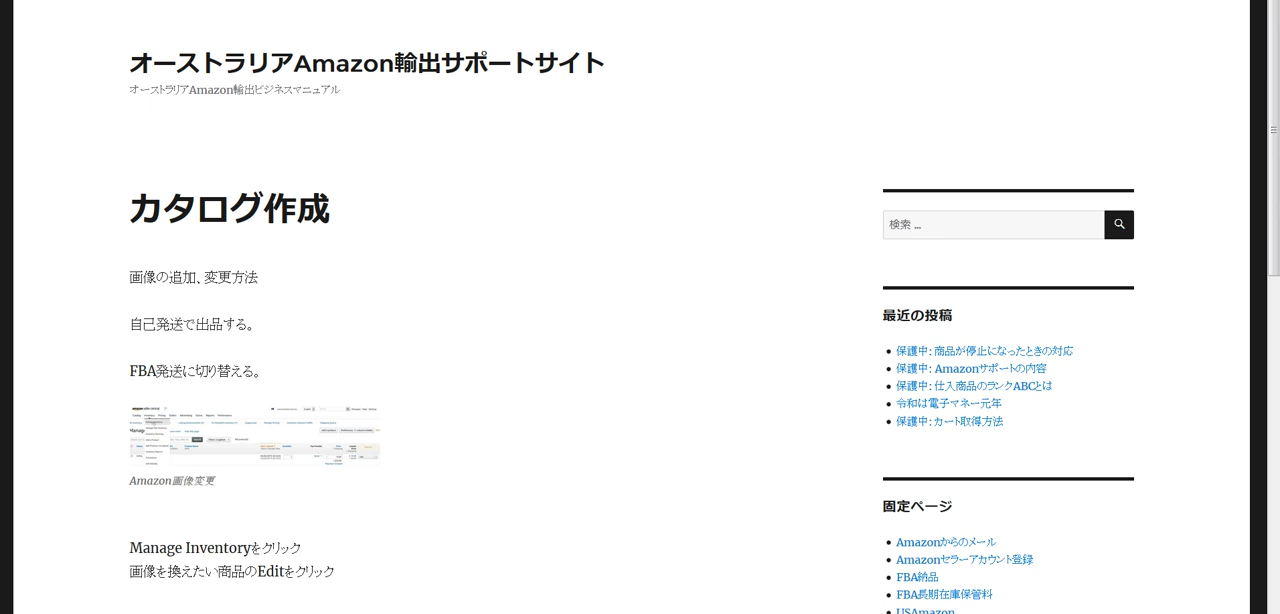 オーストラリアAmazon輸出サポートサイト
オーストラリアAmazon輸出ビジネスマニュアル
カタログ作成
画像の追加、変更方法
自己発送で出品する。
FBA発送に切り替える。
Amazon画像変更
Manage Inventoryをクリック
画像を換えたい商品のEditをクリック
検索 ...
最近の投稿
保護中: 商品が停止になったときの対応
保護中: Amazonサポートの内容
保護中: 仕入商品のランクABCとは
令和は電子マネー元年
保護中: カート取得方法
固定ページ
Amazonからのメール
Amazonセラーアカウント登録
FBA納品
FBA長期在庫保管料
USAmazon